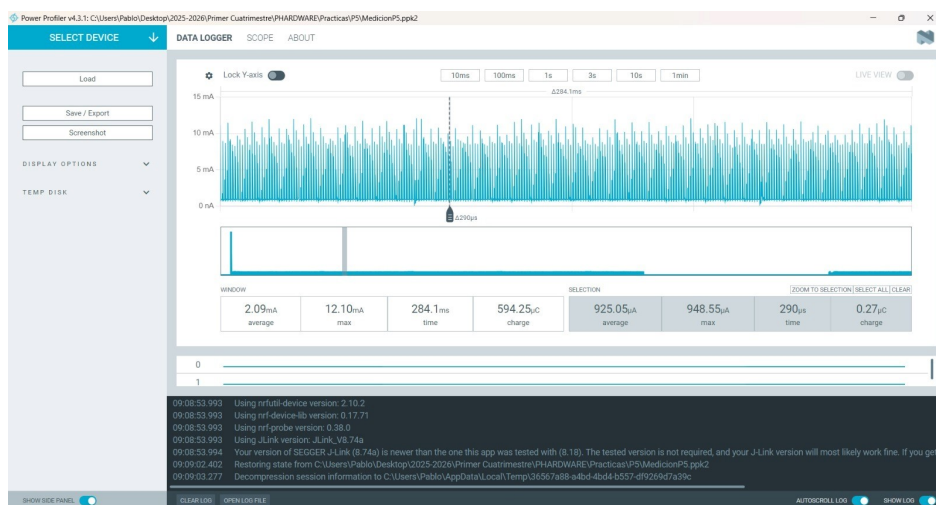 Power Profiler v4.3.1: C:\Users\Pablo\Desktop\2025-2026\Primer Cuatrimestre\PHARDWARE\Practicas\P5\MedicionP5.ppk2
SELECT DEVICE
DATA LOGGER SCOPE ABOUT
Load
Save / Export
Screenshot
DISPLAY OPTIONS
TEMP DISK
Lock Y-axis
10ms 100ms 1s 3s 10s 1min
LIVE VIEW
Δ284.1ms
15 mA
10 mA
5 mA
0 nA
Δ290μs
WINDOW
SELECTION
ZOOM TO SELECTION SELECT ALL CLEAR
2.09mA 12.10mA 284.1ms 594.25μC 925.05μA 948.55μA 290μs 0.27μC
average max time charge average max time charge
0
1
09:08:53.993 Using nrfutil-device version: 2.10.2
09:08:53.993 Using nrf-device-lib version: 0.17.71
09:08:53.993 Using nrf-probe version: 0.38.0
09:08:53.993 Using JLink version: JLink_V8.74a
09:08:53.994 Your version of SEGGER J-Link (8.74a) is newer than the one this app was tested with (8.18). The tested version is not required, and your J-Link version will most likely work fine. If you get
09:09:02.402 Restoring state from C:\Users\Pablo\Desktop\2025-2026\Primer Cuatrimestre\PHARDWARE\Practicas\P5\MedicionP5.ppk2
09:09:03.277 Decompression session information to C:\Users\Pablo\AppData\Local\Temp\36567a88-a4bd-4bd4-b557-df9269d7a39c
SHOW SIDE PANEL
CLEAR LOG OPEN LOG FILE
AUTOSCROLL LOG SHOW LOG